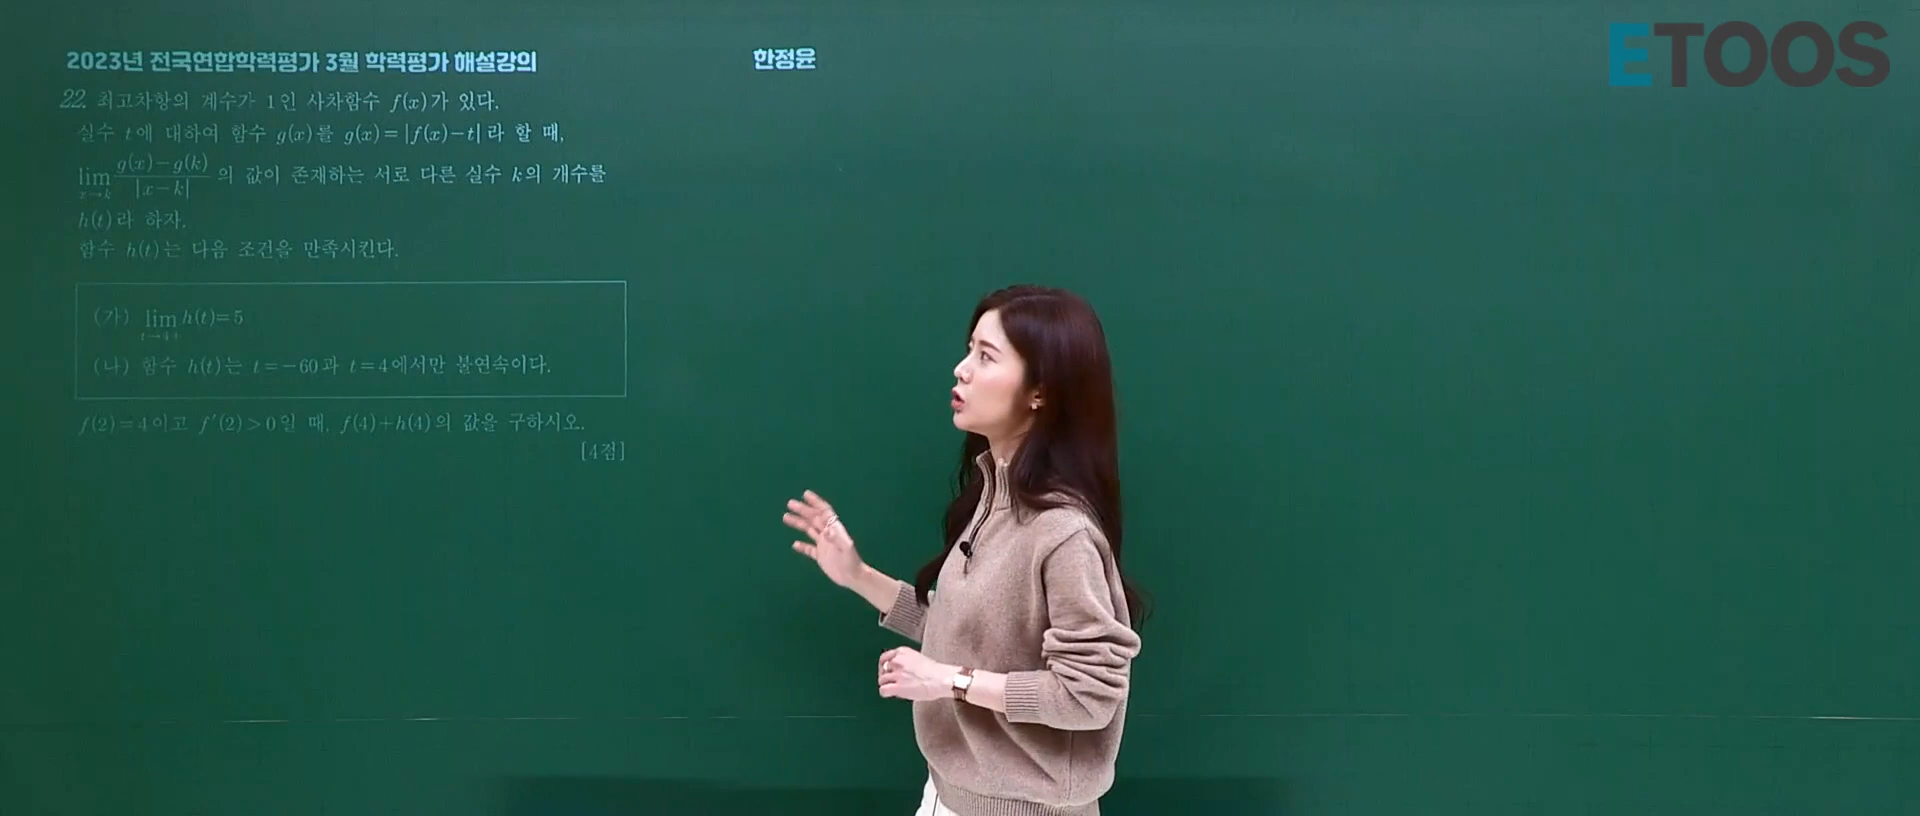 ETOOS
2023년 전국연합학력평가 3월 학력평가 해설강의
한정윤
22. 최고차항의 계수가 1인 사차함수 f(x)가 있다.
실수 t에 대하여 함수 g(x)를 g(x)=|f(x)-t|라 할 때,
lim_{x→k} (g(x)-g(k))/|x-k| 의 값이 존재하는 서로 다른 실수 k의 개수를
h(t)라 하자.
함수 h(t)는 다음 조건을 만족시킨다.
(가) lim_{t→4+} h(t)=5
(나) 함수 h(t)는 t=-60과 t=4에서만 불연속이다.
f(2)=4이고 f'(2)>0일 때, f(4)+h(4)의 값을 구하시오.
[4점]